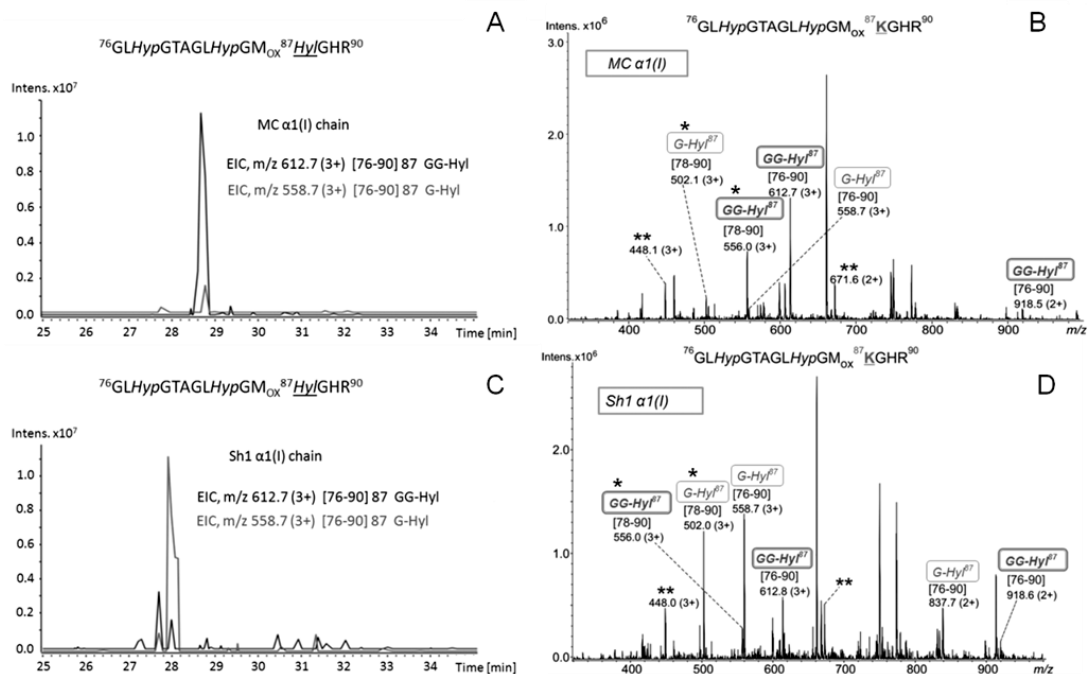 A
⁷⁶GLHypGTAGLHypGMOX⁸⁷HylGHR⁹⁰
Intens. x10⁷
1.0
0.8
0.6
0.4
0.2
0.0
MC α1(I) chain
EIC, m/z 612.7 (3+) [76-90] 87 GG-Hyl
EIC, m/z 558.7 (3+) [76-90] 87 G-Hyl
25 26 27 28 29 30 31 32 33 34 Time [min]
B
⁷⁶GLHypGTAGLHypGMox⁸⁷KGHR⁹⁰
Intens. x10⁶
3.0
2.0
1.0
0.0
MC α1(I)
*
G-Hyl⁸⁷
[78-90]
502.1 (3+)
*
GG-Hyl⁸⁷
[78-90]
556.0 (3+)
GG-Hyl⁸⁷
[76-90]
612.7 (3+)
G-Hyl⁸⁷
[76-90]
558.7 (3+)
**
448.1 (3+)
**
671.6 (2+)
GG-Hyl⁸⁷
[76-90]
918.5 (2+)
400 500 600 700 800 900 m/z
C
⁷⁶GLHypGTAGLHypGMOX⁸⁷HylGHR⁹⁰
Intens. x10⁷
1.0
0.8
0.6
0.4
0.2
0.0
Sh1 α1(I) chain
EIC, m/z 612.7 (3+) [76-90] 87 GG-Hyl
EIC, m/z 558.7 (3+) [76-90] 87 G-Hyl
25 26 27 28 29 30 31 32 33 34 Time [min]
D
⁷⁶GLHypGTAGLHypGMox⁸⁷KGHR⁹⁰
Intens. x10⁶
2.0
1.0
0.0
Sh1 α1(I)
*
GG-Hyl⁸⁷
[78-90]
556.0 (3+)
*
G-Hyl⁸⁷
[78-90]
502.0 (3+)
G-Hyl⁸⁷
[76-90]
558.7 (3+)
GG-Hyl⁸⁷
[76-90]
612.8 (3+)
**
448.0 (3+)
**
G-Hyl⁸⁷
[76-90]
837.7 (2+)
GG-Hyl⁸⁷
[76-90]
918.6 (2+)
400 500 600 700 800 900 m/z